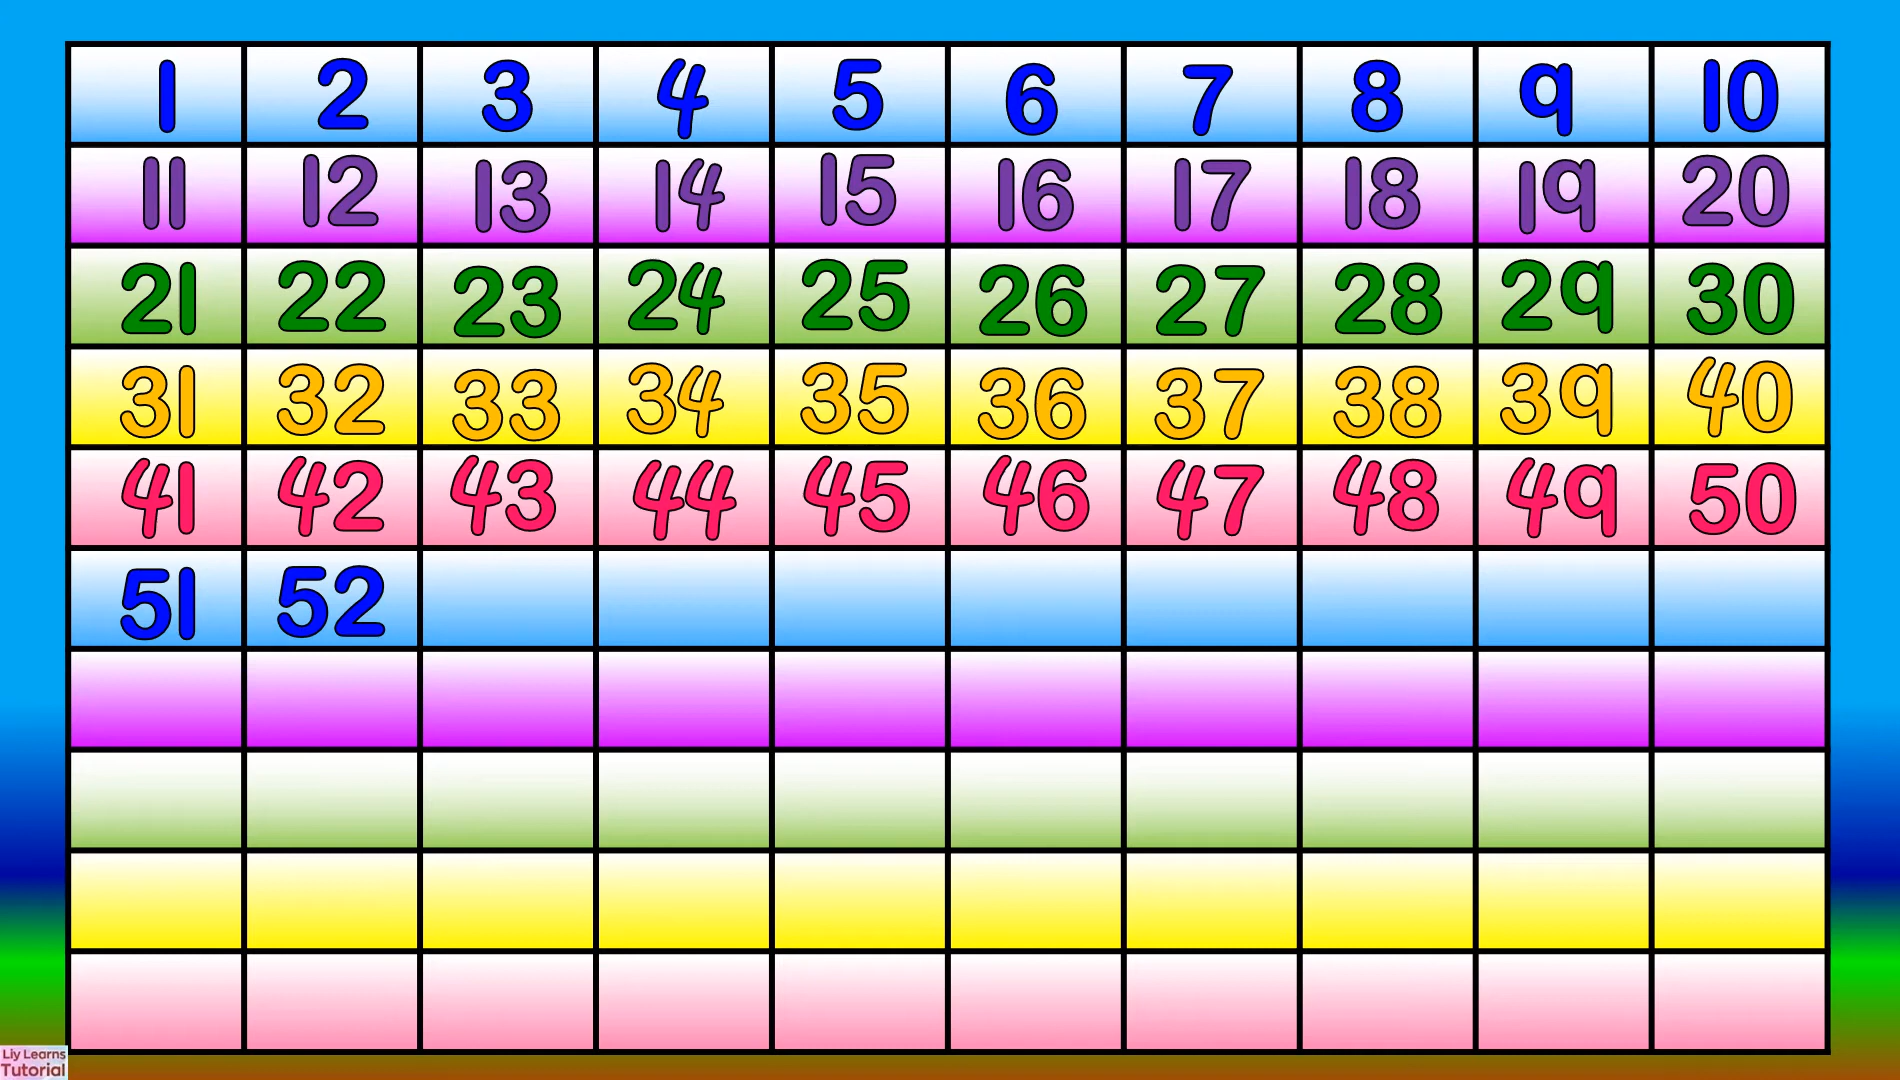 1 2 3 4 5 6 7 8 9 10
11 12 13 14 15 16 17 18 19 20
21 22 23 24 25 26 27 28 29 30
31 32 33 34 35 36 37 38 39 40
41 42 43 44 45 46 47 48 49 50
51 52
Liy Learns
Tutorial